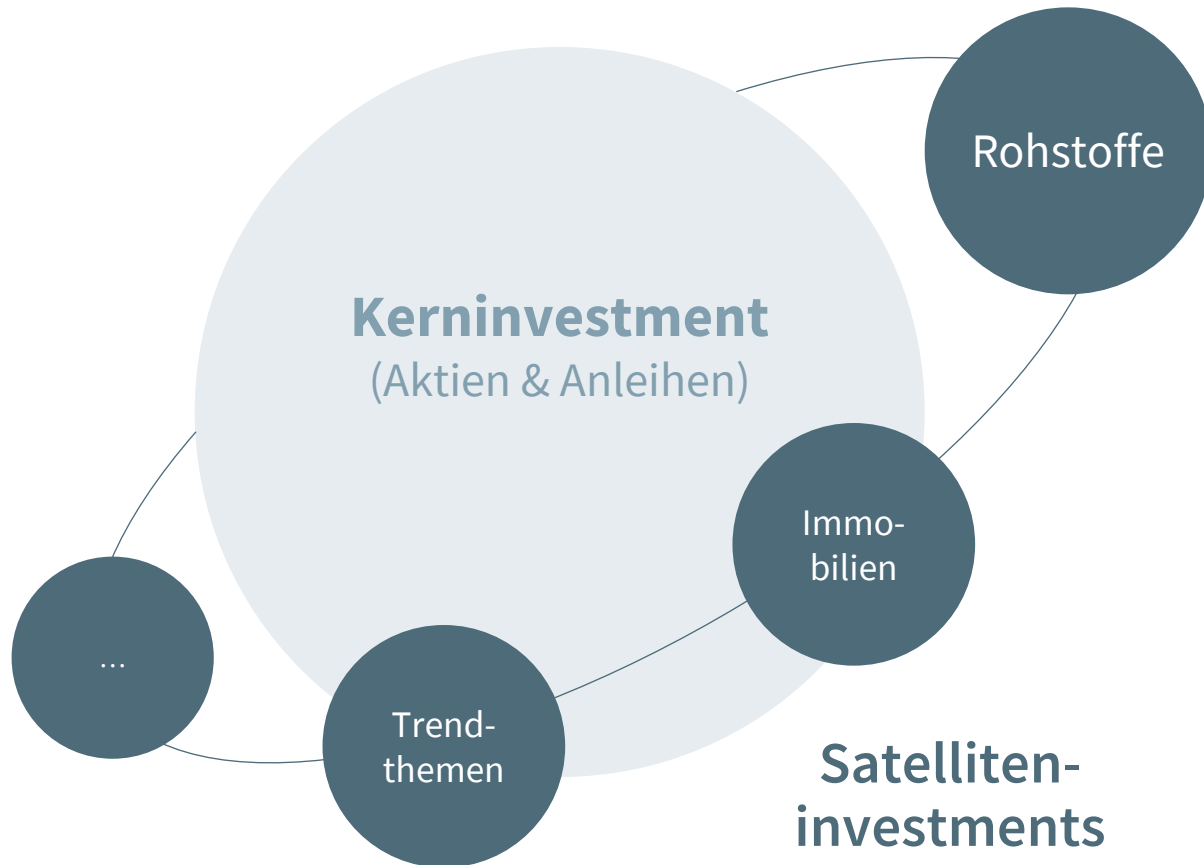 Rohstoffe
Kerninvestment
(Aktien & Anleihen)
Immo-
bilien
...
Trend-
themen
Satelliten-
investments